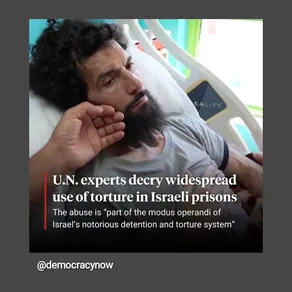 U.N. experts decry widespread
use of torture in Israeli prisons
The abuse is "part of the modus operandi of
Israel's notorious detention and torture system"
@democracynow